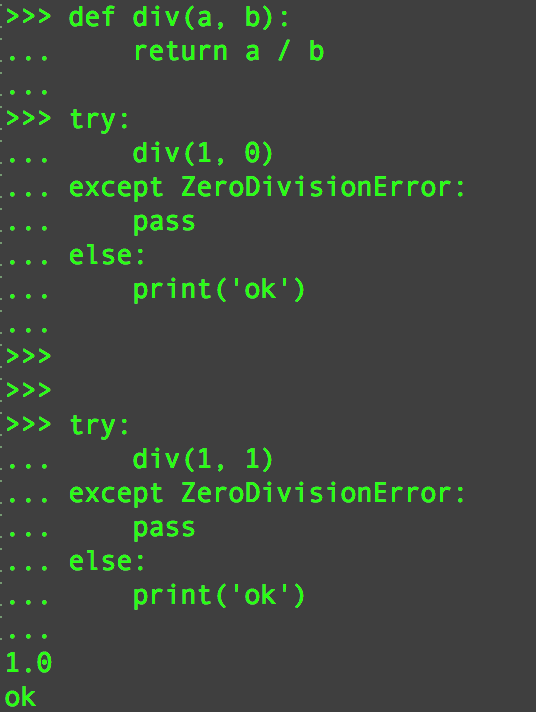 >>> def div(a, b):
...     return a / b
...
>>> try:
...     div(1, 0)
... except ZeroDivisionError:
...     pass
... else:
...     print('ok')
...
>>>
>>>
>>> try:
...     div(1, 1)
... except ZeroDivisionError:
...     pass
... else:
...     print('ok')
...
1.0
ok